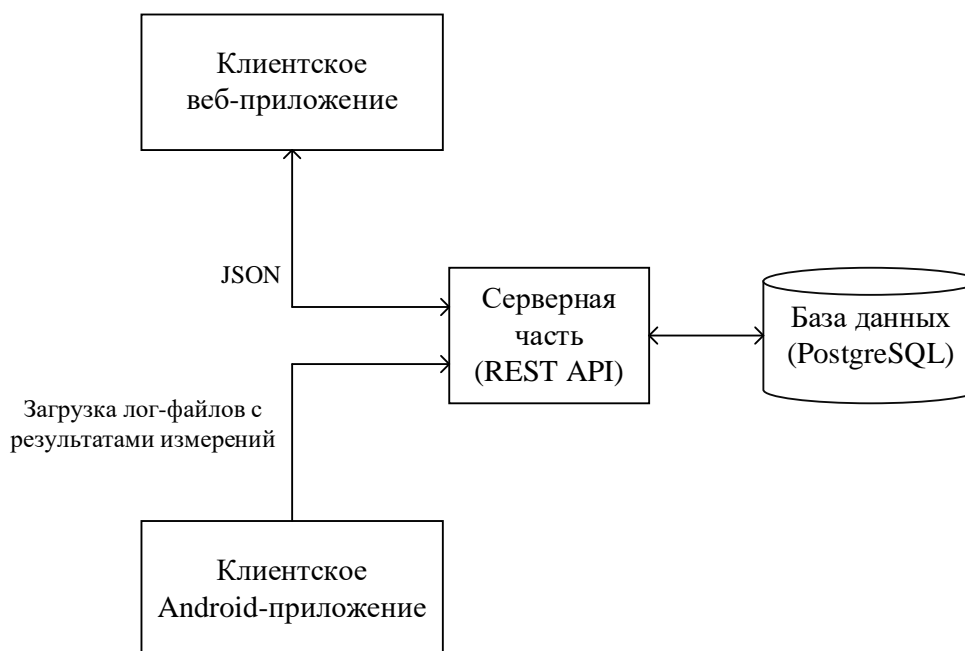 Клиентское
веб-приложение
JSON
Серверная
часть
(REST API)
База данных
(PostgreSQL)
Загрузка лог-файлов с
результатами измерений
Клиентское
Android-приложение